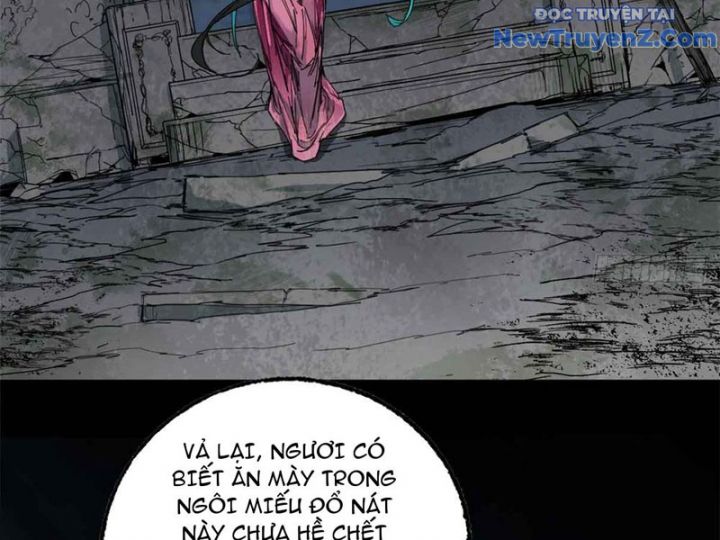 ĐỌC TRUYỆN TẠI
NewTruyenZ.Com
VẢ LẠI, NGƯƠI CÓ
BIẾT ĂN MÀY TRONG
NGÔI MIẾU ĐỔ NÁT
NÀY CHƯA HỀ CHẾT